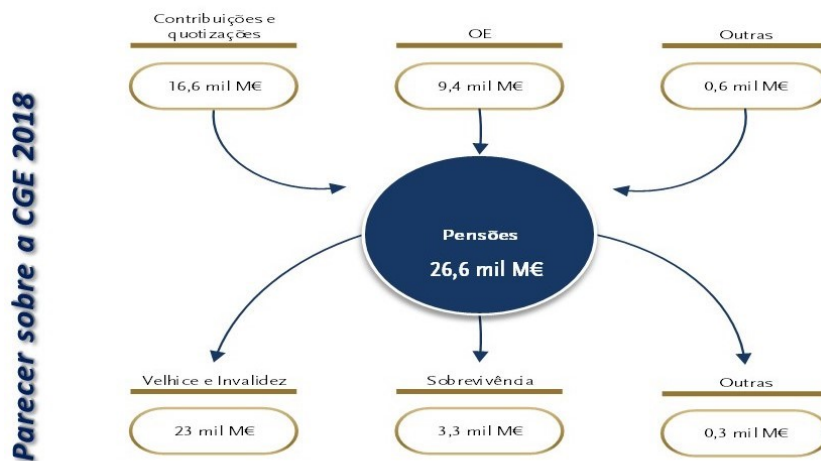 Parecer sobre a CGE 2018
Contribuições e
quotizações
OE
Outras
16,6 mil M€
9,4 mil M€
0,6 mil M€
Pensões
26,6 mil M€
Velhice e Invalidez
Sobrevivência
Outras
23 mil M€
3,3 mil M€
0,3 mil M€